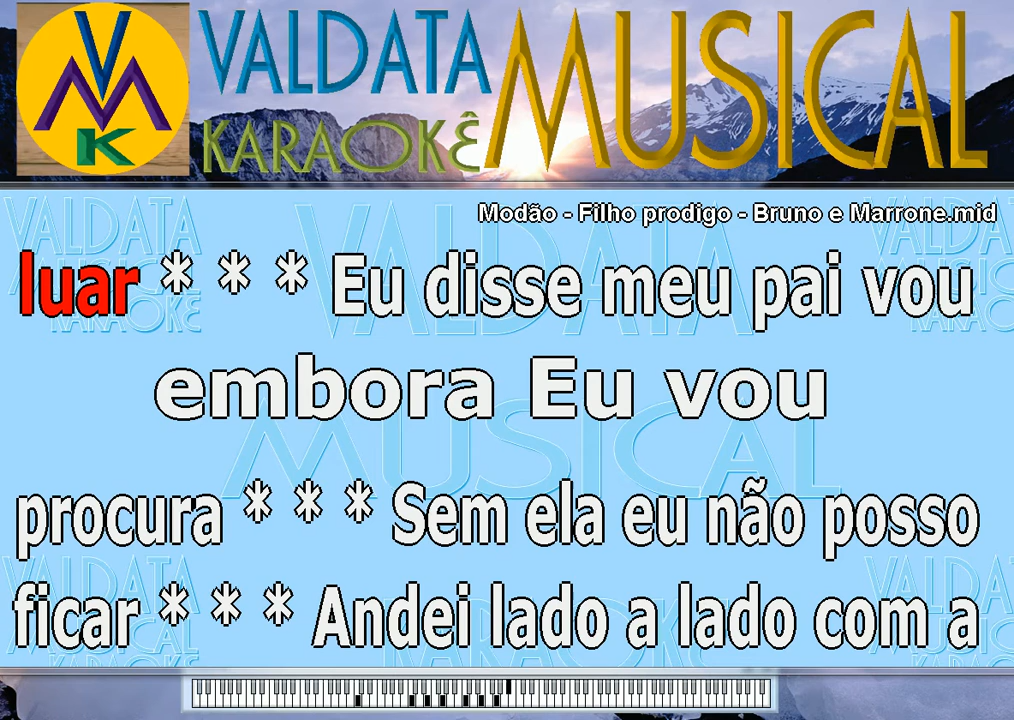 VALDATA MUSICAL
KARAOKÊ
VMK
Modão - Filho prodigo - Bruno e Marrone.mid
luar * * * Eu disse meu pai vou
embora Eu vou
procura * * * Sem ela eu não posso
ficar * * * Andei lado a lado com a